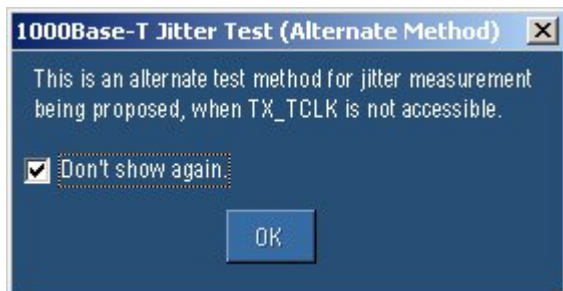 1000Base-T Jitter Test (Alternate Method)
This is an alternate test method for jitter measurement
being proposed, when TX_TCLK is not accessible.
Don't show again.
OK